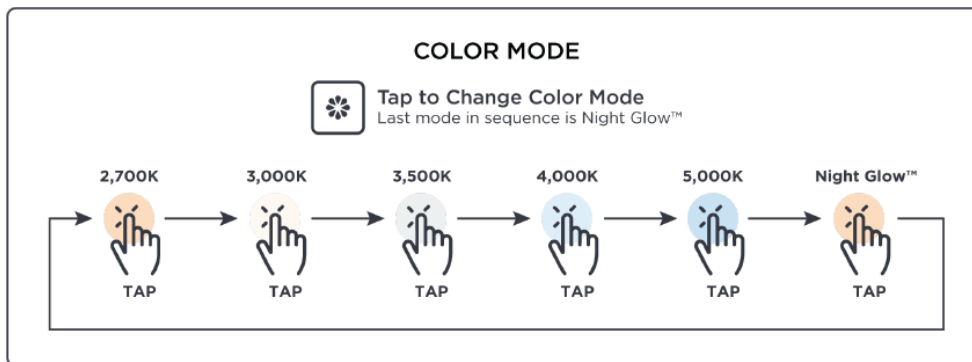 COLOR MODE
Tap to Change Color Mode
Last mode in sequence is Night Glow™
2,700K 3,000K 3,500K 4,000K 5,000K Night Glow™
TAP TAP TAP TAP TAP TAP